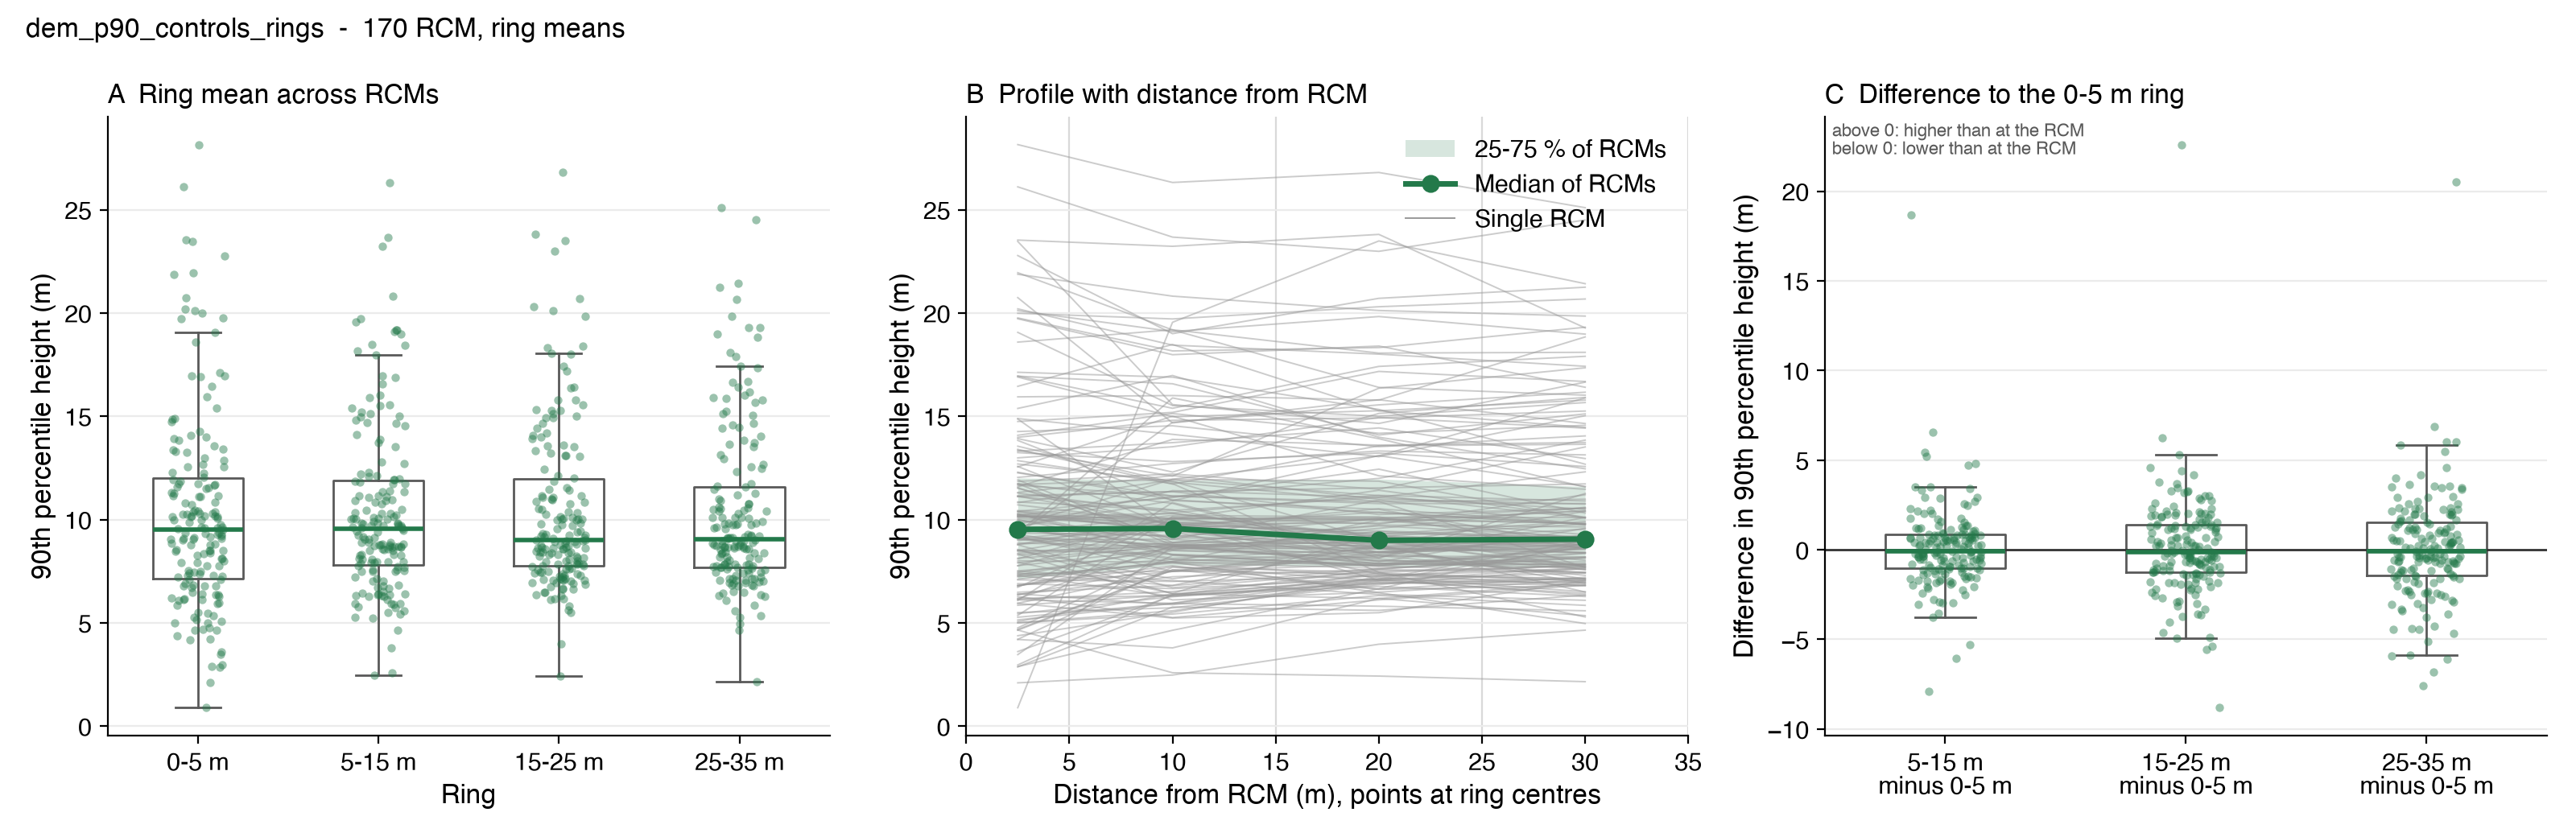 dem_p90_controls_rings - 170 RCM, ring means
A Ring mean across RCMs
90th percentile height (m)
25
20
15
10
5
0
0-5 m
5-15 m
15-25 m
25-35 m
Ring
B Profile with distance from RCM
25-75 % of RCMs
Median of RCMs
Single RCM
90th percentile height (m)
25
20
15
10
5
0
0
5
10
15
20
25
30
35
Distance from RCM (m), points at ring centres
C Difference to the 0-5 m ring
above 0: higher than at the RCM
below 0: lower than at the RCM
Difference in 90th percentile height (m)
20
15
10
5
0
−5
−10
5-15 m
minus 0-5 m
15-25 m
minus 0-5 m
25-35 m
minus 0-5 m